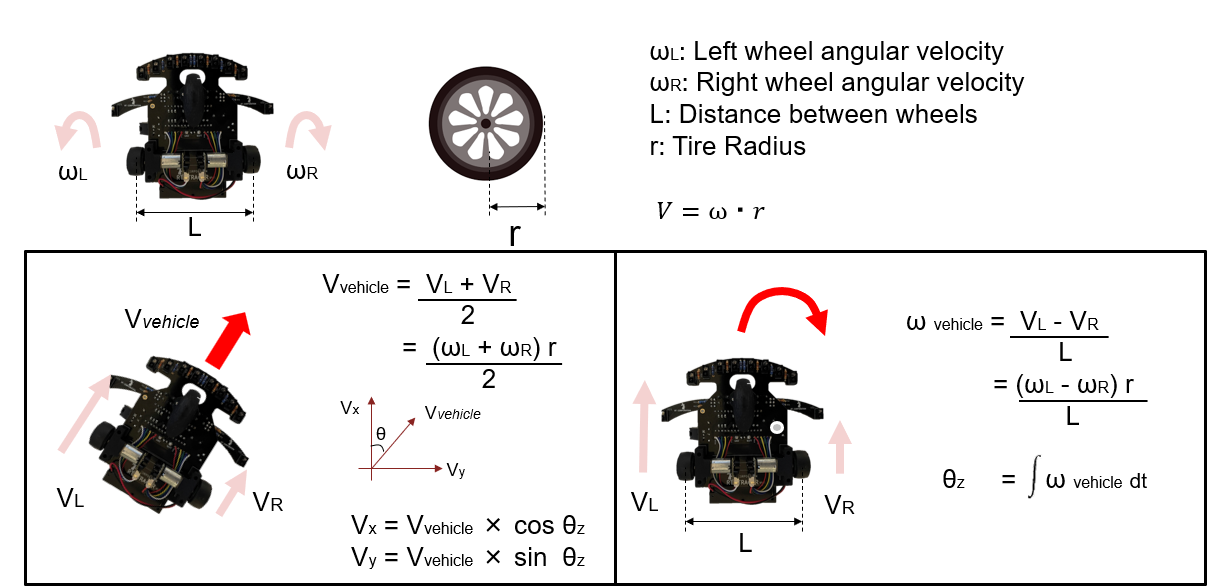 ωL: Left wheel angular velocity
ωR: Right wheel angular velocity
L: Distance between wheels
r: Tire Radius
ωL
ωR
L
r
V = ω · r
Vvehicle
Vvehicle = VL + VR
2
= (ωL + ωR) r
2
Vx
Vvehicle
θ
Vy
VL
VR
Vx = Vvehicle × cos θz
Vy = Vvehicle × sin θz
ω vehicle = VL - VR
L
= (ωL - ωR) r
L
θz = ∫ ω vehicle dt
VL
VR
L